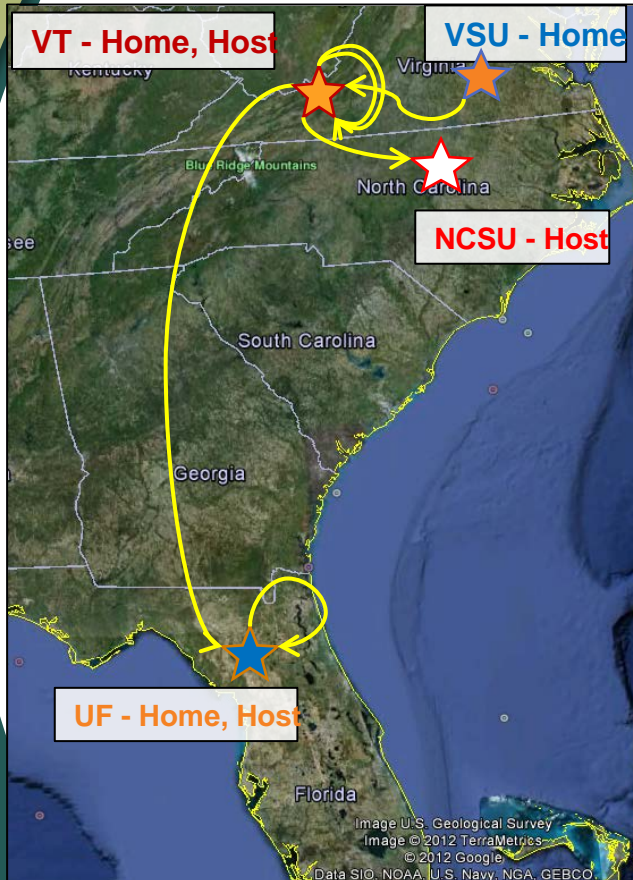 VT - Home, Host
VSU - Home
Kentucky
Virginia
Blue Ridge Mountains
North Carolina
NCSU - Host
see
South Carolina
Georgia
UF - Home, Host
Florida
Image U.S. Geological Survey
Image © 2012 TerraMetrics
© 2012 Google
Data SIO, NOAA, U.S. Navy, NGA, GEBCO